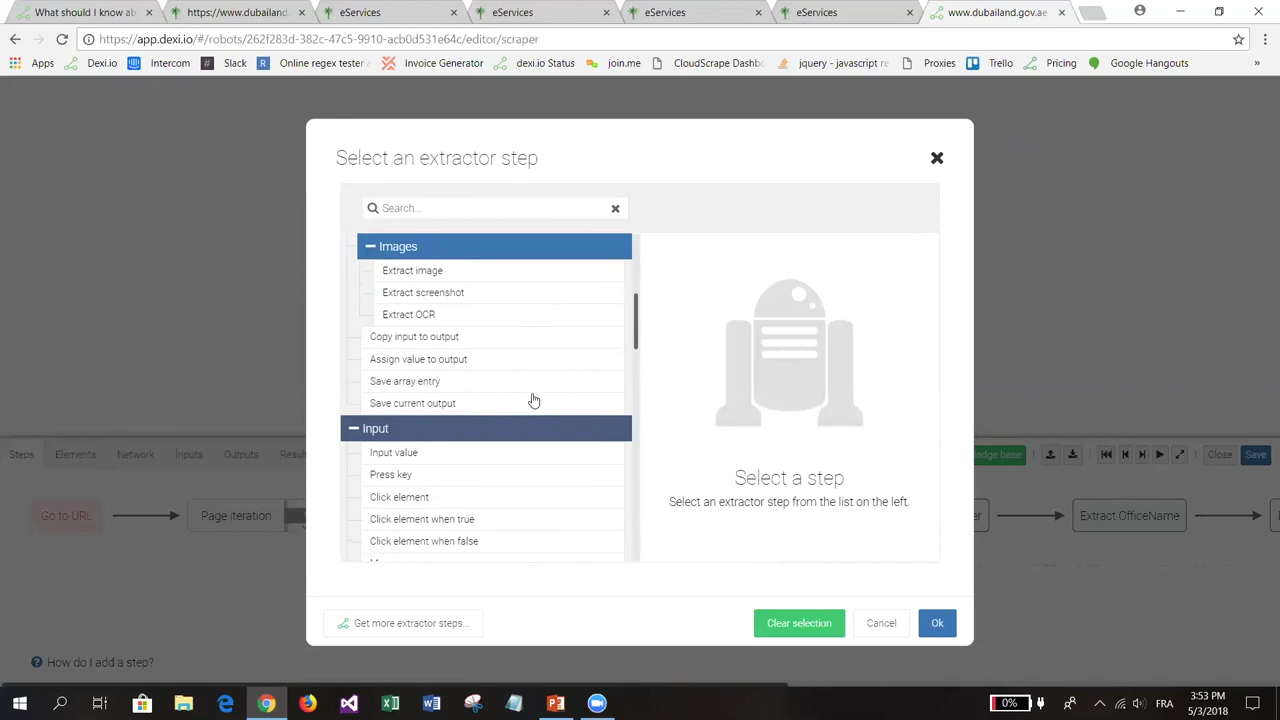 What should I know ab
https://www.dubailand
eServices
eServices
eServices
eServices
www.dubailand.gov.ae
https://app.dexi.io/#/robots/262f283d-382c-47c5-9910-acb0d531e64c/editor/scraper
Apps
Dexi.io
Intercom
Slack
Online regex tester
Invoice Generator
dexi.io Status
join.me
CloudScrape Dashbo
jquery - javascript re
Proxies
Trello
Pricing
Google Hangouts
»
Select an extractor step
Search...
Images
Extract image
Extract screenshot
Extract OCR
Copy input to output
Assign value to output
Save array entry
Save current output
Input
Input value
Press key
Click element
Click element when true
Click element when false
Select a step
Select an extractor step from the list on the left.
Get more extractor steps...
Clear selection
Cancel
Ok
Steps
Elements
Network
Inputs
Outputs
Resul
ledge base
Close
Save
Go to URL
Page iteration
er
Extract OfficeName
How do I add a step?
0%
FRA
3:53 PM
5/3/2018